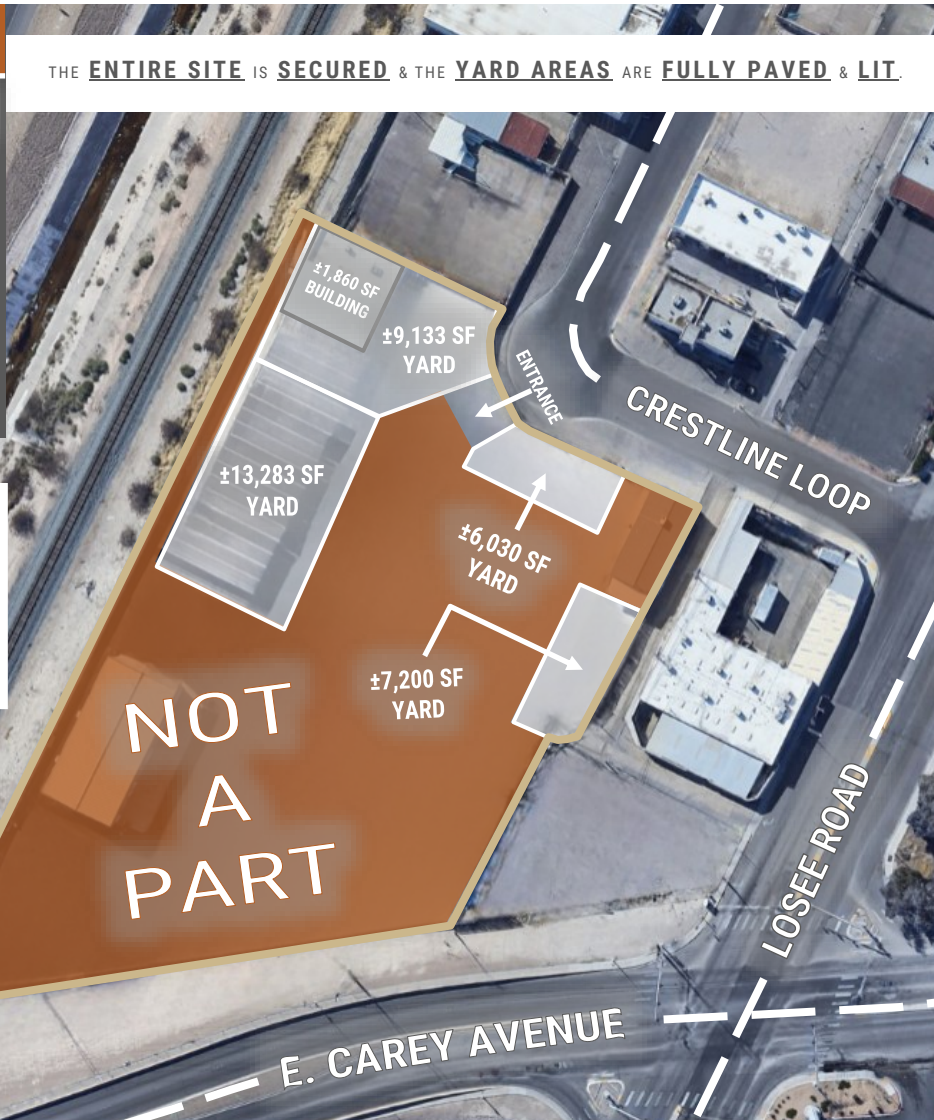 THE ENTIRE SITE IS SECURED & THE YARD AREAS ARE FULLY PAVED & LIT.
±1,860 SF
BUILDING
±9,133 SF
YARD
ENTRANCE
CRESTLINE LOOP
±13,283 SF
YARD
±6,030 SF
YARD
±7,200 SF
YARD
NOT
A
PART
LOSEE ROAD
E. CAREY AVENUE